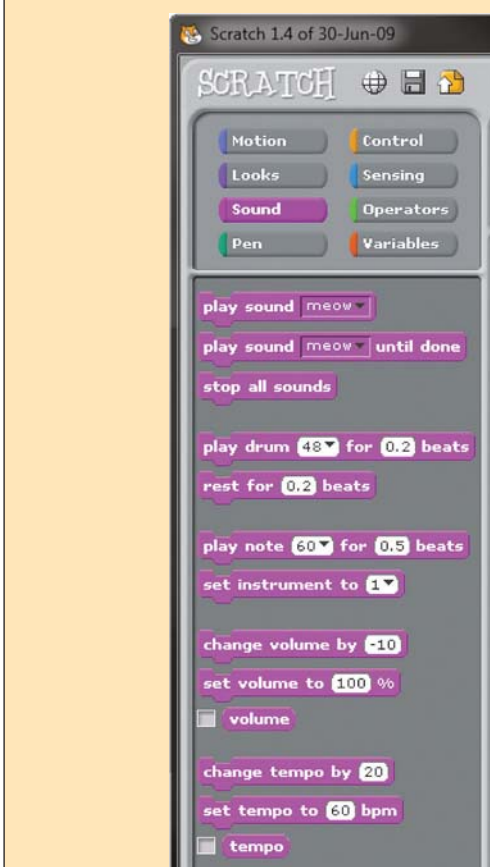 Scratch 1.4 of 30-Jun-09
SCRATCH
Motion Control
Looks Sensing
Sound Operators
Pen Variables
play sound meow
play sound meow until done
stop all sounds
play drum 48 for 0.2 beats
rest for 0.2 beats
play note 60 for 0.5 beats
set instrument to 1
change volume by -10
set volume to 100 %
volume
change tempo by 20
set tempo to 60 bpm
tempo